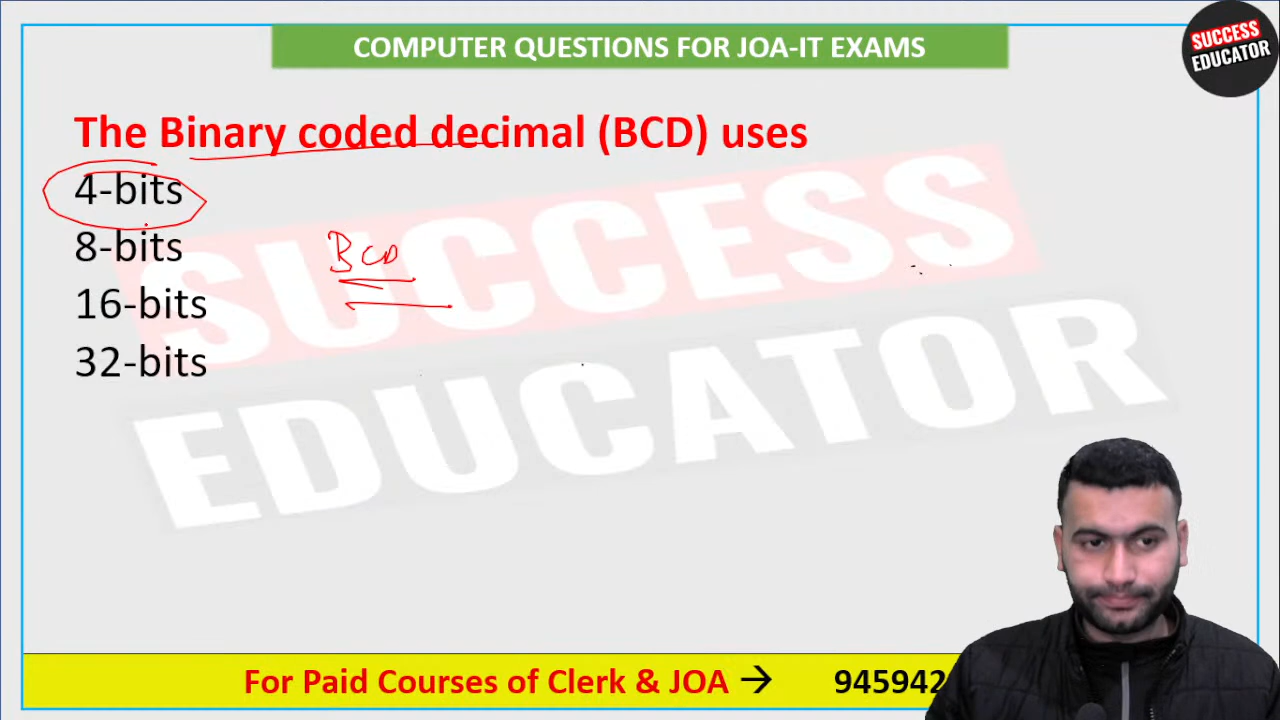 COMPUTER QUESTIONS FOR JOA-IT EXAMS
SUCCESS
EDUCATOR
The Binary coded decimal (BCD) uses
4-bits
8-bits
BCD
16-bits
32-bits
SUCCESS
EDUCATOR
For Paid Courses of Clerk & JOA → 945942